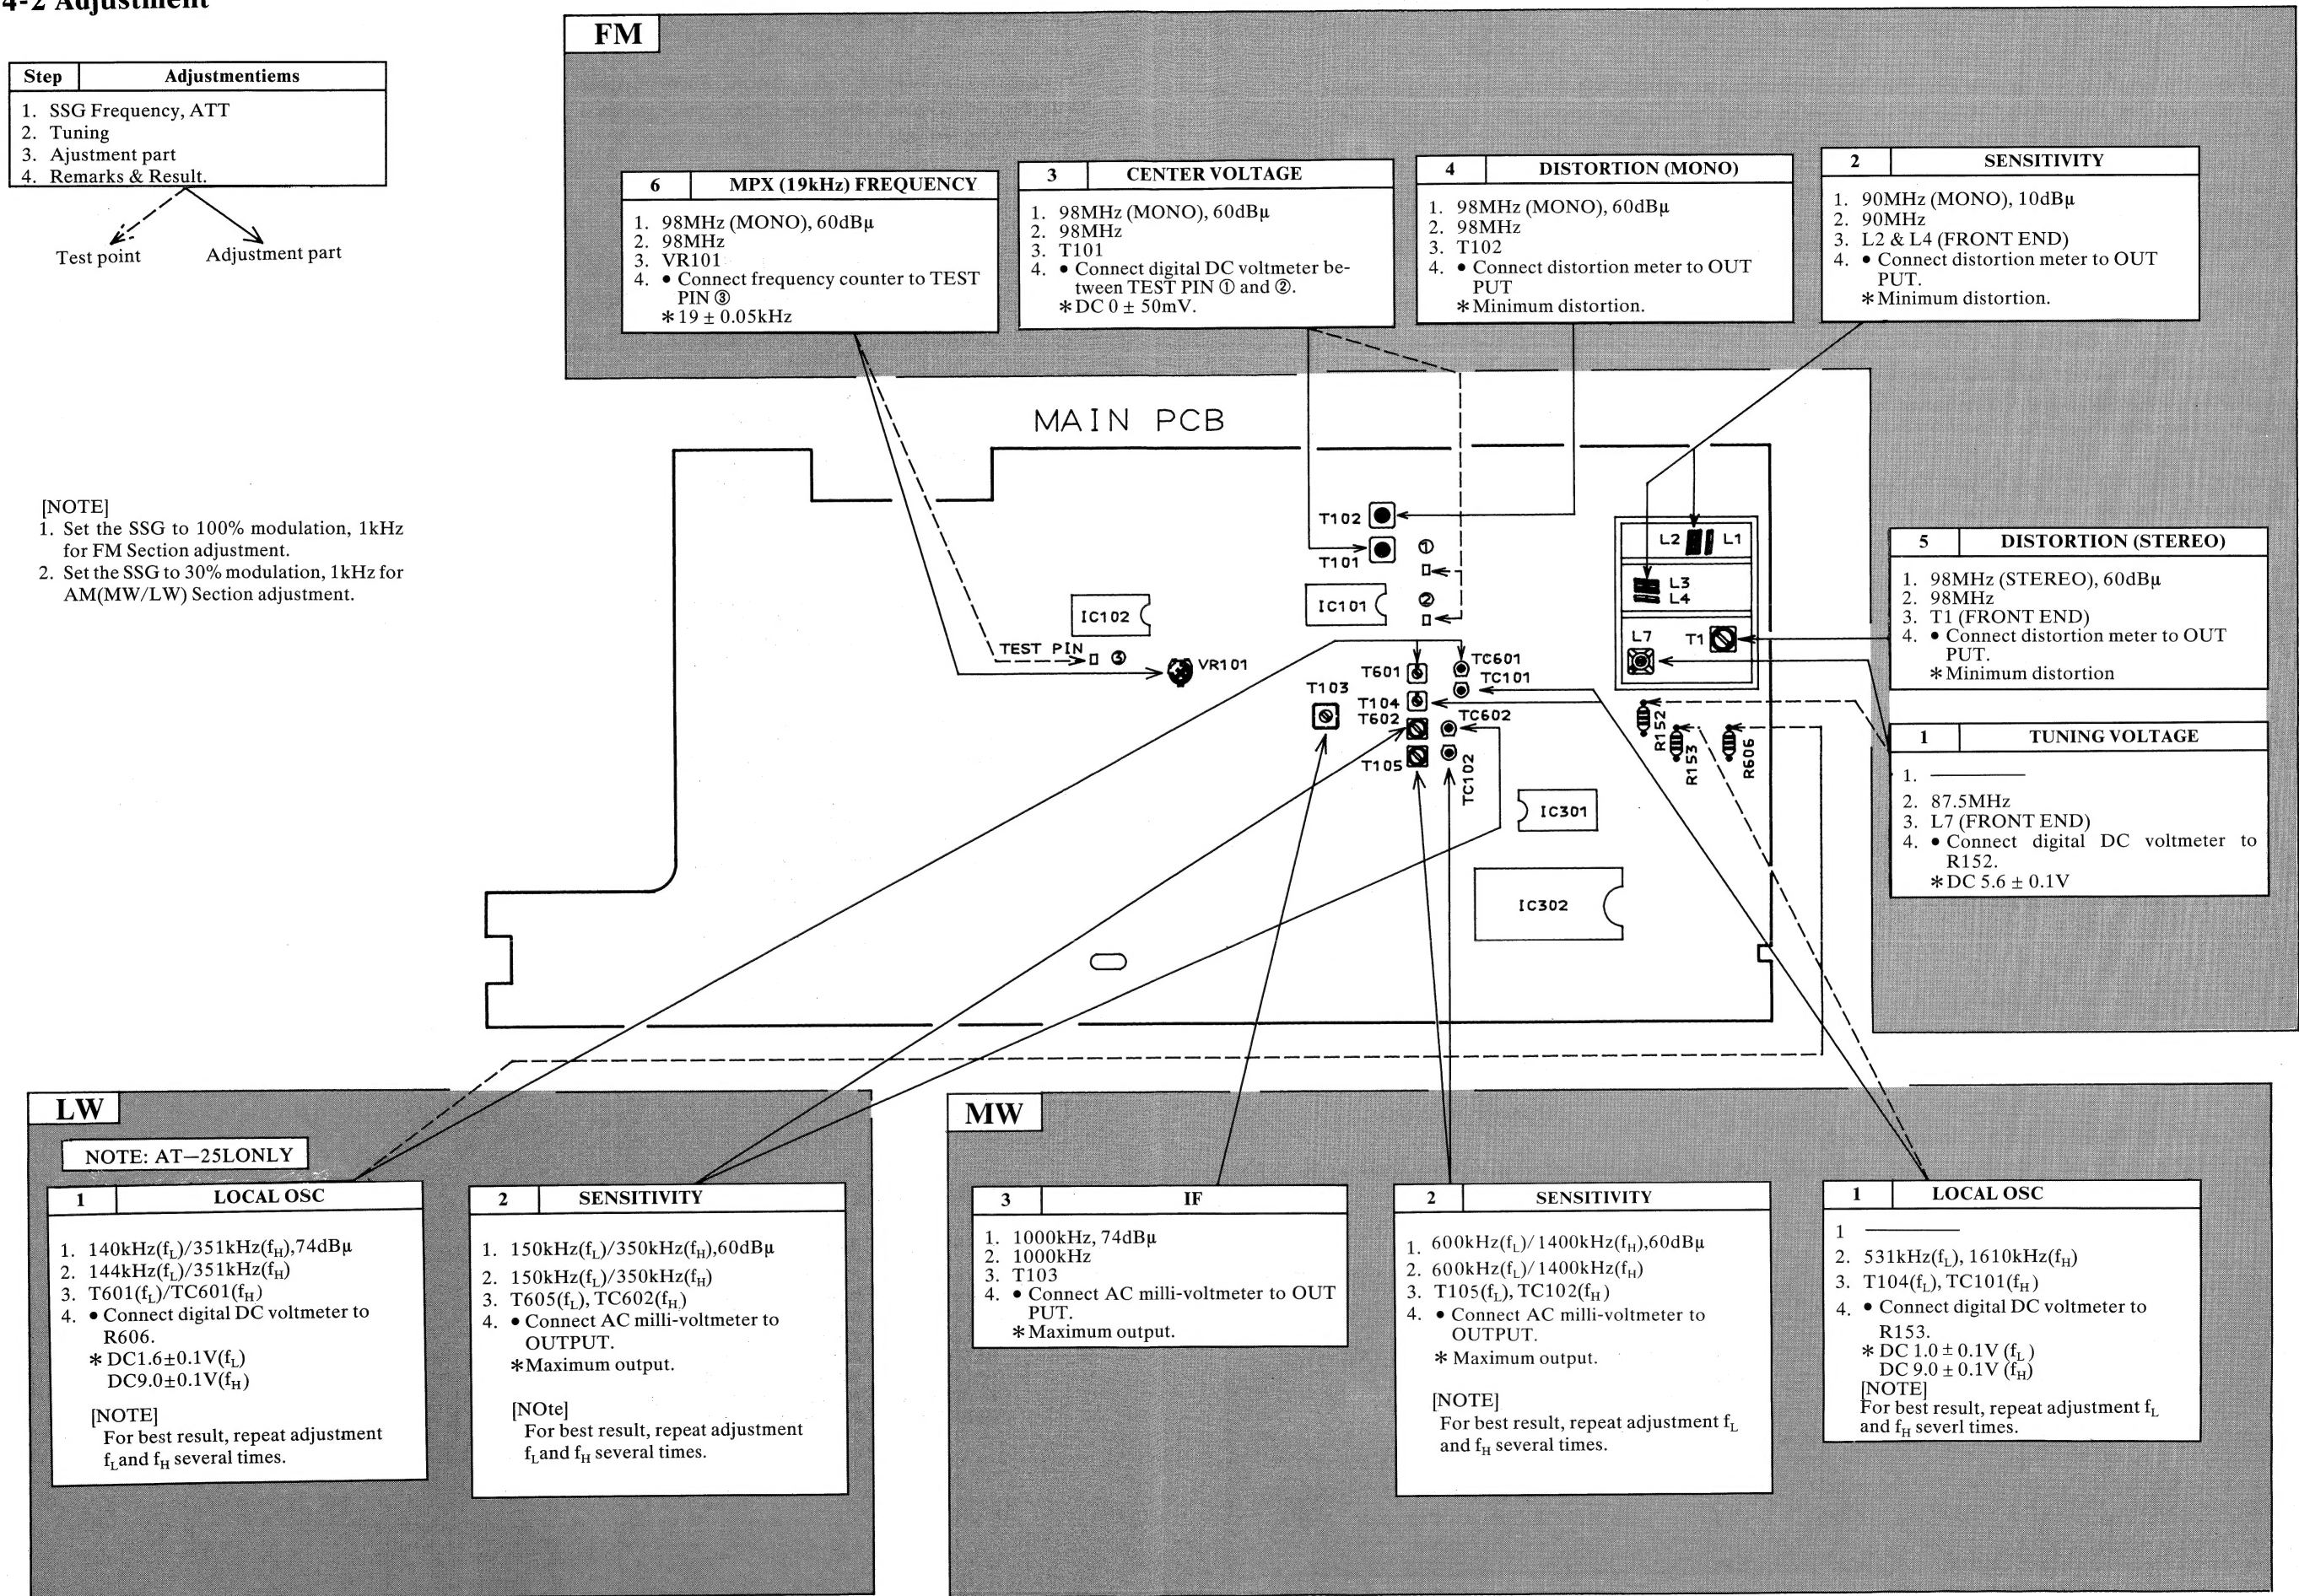 4-2 Adjustment
Step Adjustmentiems
1. SSG Frequency, ATT
2. Tuning
3. Ajustment part
4. Remarks & Result.
Test point Adjustment part
[NOTE]
1. Set the SSG to 100% modulation, 1kHz
for FM Section adjustment.
2. Set the SSG to 30% modulation, 1kHz for
AM(MW/LW) Section adjustment.
FM
6 MPX (19kHz) FREQUENCY
1. 98MHz (MONO), 60dBµ
2. 98MHz
3. VR101
4. • Connect frequency counter to TEST
PIN ③
* 19 ± 0.05kHz
3 CENTER VOLTAGE
1. 98MHz (MONO), 60dBµ
2. 98MHz
3. T101
4. • Connect digital DC voltmeter be-
tween TEST PIN ① and ②.
* DC 0 ± 50mV.
4 DISTORTION (MONO)
1. 98MHz (MONO), 60dBµ
2. 98MHz
3. T102
4. • Connect distortion meter to OUT
PUT
* Minimum distortion.
2 SENSITIVITY
1. 90MHz (MONO), 10dBµ
2. 90MHz
3. L2 & L4 (FRONT END)
4. • Connect distortion meter to OUT
PUT.
* Minimum distortion.
5 DISTORTION (STEREO)
1. 98MHz (STEREO), 60dBµ
2. 98MHz
3. T1 (FRONT END)
4. • Connect distortion meter to OUT
PUT.
* Minimum distortion
1 TUNING VOLTAGE
1. ————
2. 87.5MHz
3. L7 (FRONT END)
4. • Connect digital DC voltmeter to
R152.
* DC 5.6 ± 0.1V
MAIN PCB
T102
T101
①
②
IC101
IC102
TEST PIN ③
VR101
L2 L1
L3
L4
L7 T1
T601 TC601
TC101
T103
T104
T602 TC602
T105
TC102
R152
R153
R606
IC301
IC302
LW
NOTE: AT—25LONLY
1 LOCAL OSC
1. 140kHz(fL)/351kHz(fH),74dBµ
2. 144kHz(fL)/351kHz(fH)
3. T601(fL)/TC601(fH)
4. • Connect digital DC voltmeter to
R606.
* DC1.6±0.1V(fL)
DC9.0±0.1V(fH)
[NOTE]
For best result, repeat adjustment
fLand fH several times.
2 SENSITIVITY
1. 150kHz(fL)/350kHz(fH),60dBµ
2. 150kHz(fL)/350kHz(fH)
3. T605(fL), TC602(fH)
4. • Connect AC milli-voltmeter to
OUTPUT.
* Maximum output.
[NOte]
For best result, repeat adjustment
fLand fH several times.
MW
3 IF
1. 1000kHz, 74dBµ
2. 1000kHz
3. T103
4. • Connect AC milli-voltmeter to OUT
PUT.
* Maximum output.
2 SENSITIVITY
1. 600kHz(fL)/1400kHz(fH),60dBµ
2. 600kHz(fL)/1400kHz(fH)
3. T105(fL), TC102(fH)
4. • Connect AC milli-voltmeter to
OUTPUT.
* Maximum output.
[NOTE]
For best result, repeat adjustment fL
and fH several times.
1 LOCAL OSC
1 ————
2. 531kHz(fL), 1610kHz(fH)
3. T104(fL), TC101(fH)
4. • Connect digital DC voltmeter to
R153.
* DC 1.0 ± 0.1V (fL)
DC 9.0 ± 0.1V (fH)
[NOTE]
For best result, repeat adjustment fL
and fH severl times.